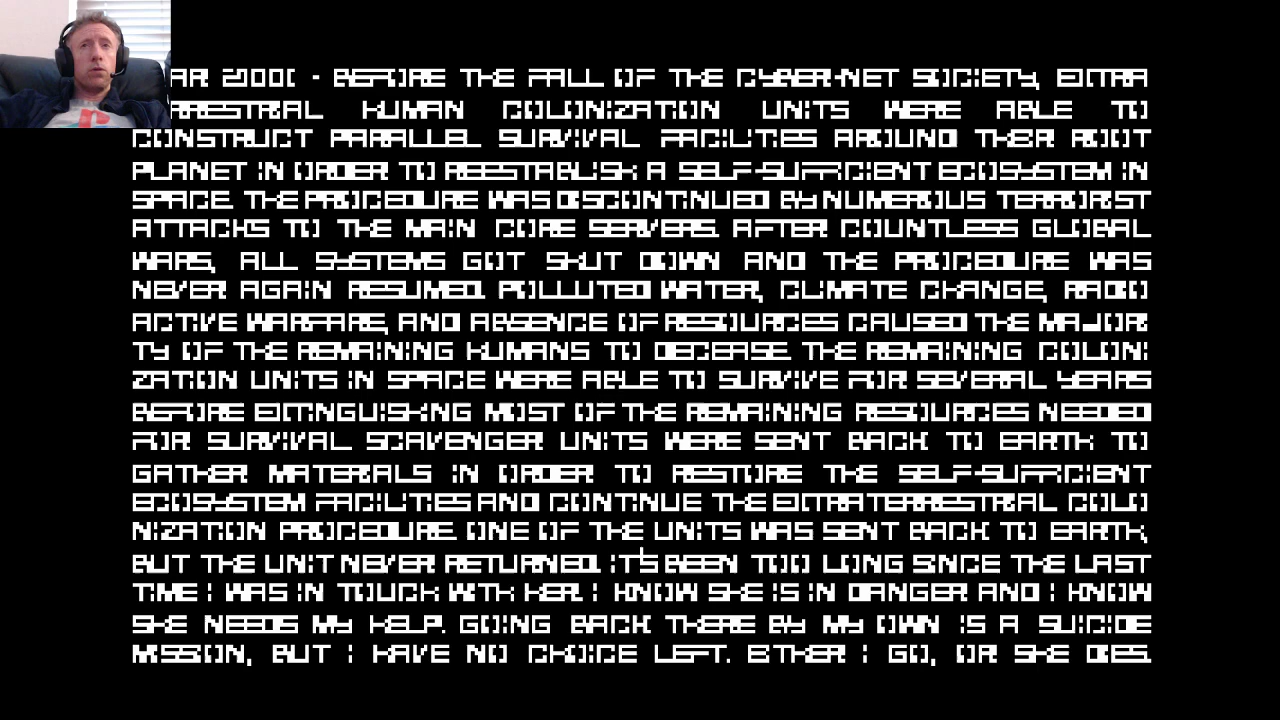 AR 2000 - BEFORE THE FALL OF THE CYBER-NET SOCIETY, EXTRA
RRESTRAL HUMAN COLONIZATION UNITS WERE ABLE TO
CONSTRUCT PARALLEL SURVIVAL FACILITIES AROUND THEIR ROOT
PLANET IN ORDER TO REESTABLISH A SELF-SUFFICIENT ECOSYSTEM IN
SPACE. THE PROCEDURE WAS DISCONTINUED BY NUMEROUS TERRORIST
ATTACKS TO THE MAIN CORE SERVERS. AFTER COUNTLESS GLOBAL
WARS, ALL SYSTEMS GOT SHUT DOWN AND THE PROCEDURE WAS
NEVER AGAIN RESUMED. POLLUTED WATER, CLIMATE CHANGE, RADIO
ACTIVE WARFARE, AND ABSENCE OF RESOURCES CAUSED THE MAJORI
TY OF THE REMAINING HUMANS TO DECEASE. THE REMAINING COLONI
ZATION UNITS IN SPACE WERE ABLE TO SURVIVE FOR SEVERAL YEARS
BEFORE EXTINGUISHING MOST OF THE REMAINING RESOURCES NEEDED
FOR SURVIVAL. SCAVENGER UNITS WERE SENT BACK TO EARTH TO
GATHER MATERIALS IN ORDER TO RESTORE THE SELF-SUFFICIENT
ECOSYSTEM FACILITIES AND CONTINUE THE EXTRATERRESTRAL COLO
NIZATION PROCEDURE. ONE OF THE UNITS WAS SENT BACK TO EARTH,
BUT THE UNIT NEVER RETURNED. IT'S BEEN TOO LONG SINCE THE LAST
TIME I WAS IN TOUCH WITH HER. I KNOW SHE IS IN DANGER AND I KNOW
SHE NEEDS MY HELP. GOING BACK THERE BY MY OWN IS A SUICIDE
MISSION, BUT I HAVE NO CHOICE LEFT. EITHER I GO, OR SHE DIES.